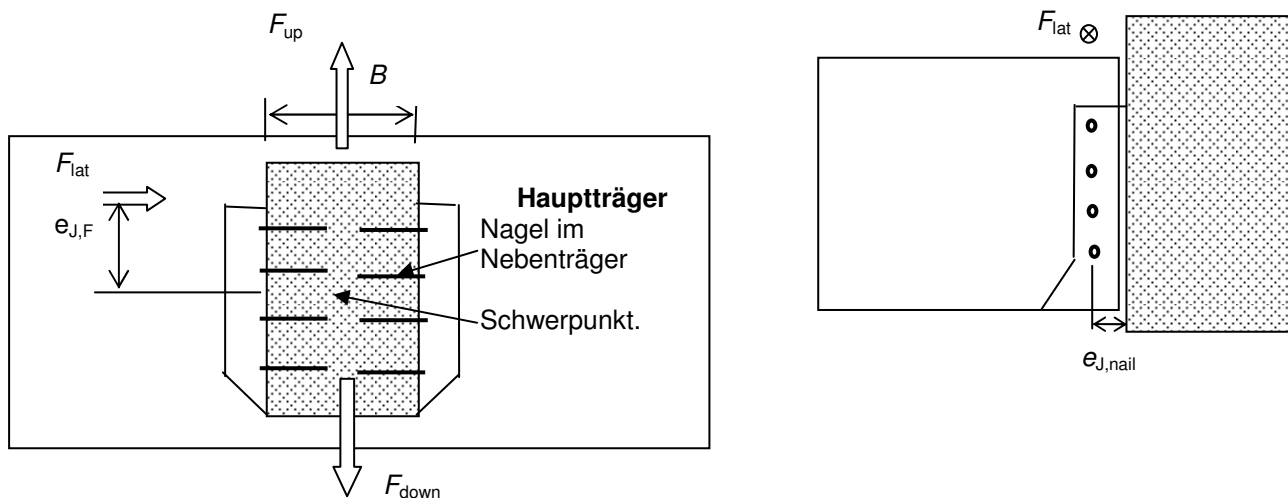 F_up
B
F_lat
e_J,F
Hauptträger
Nagel im
Nebenträger
Schwerpunkt.
F_down
F_lat
e_J,nail